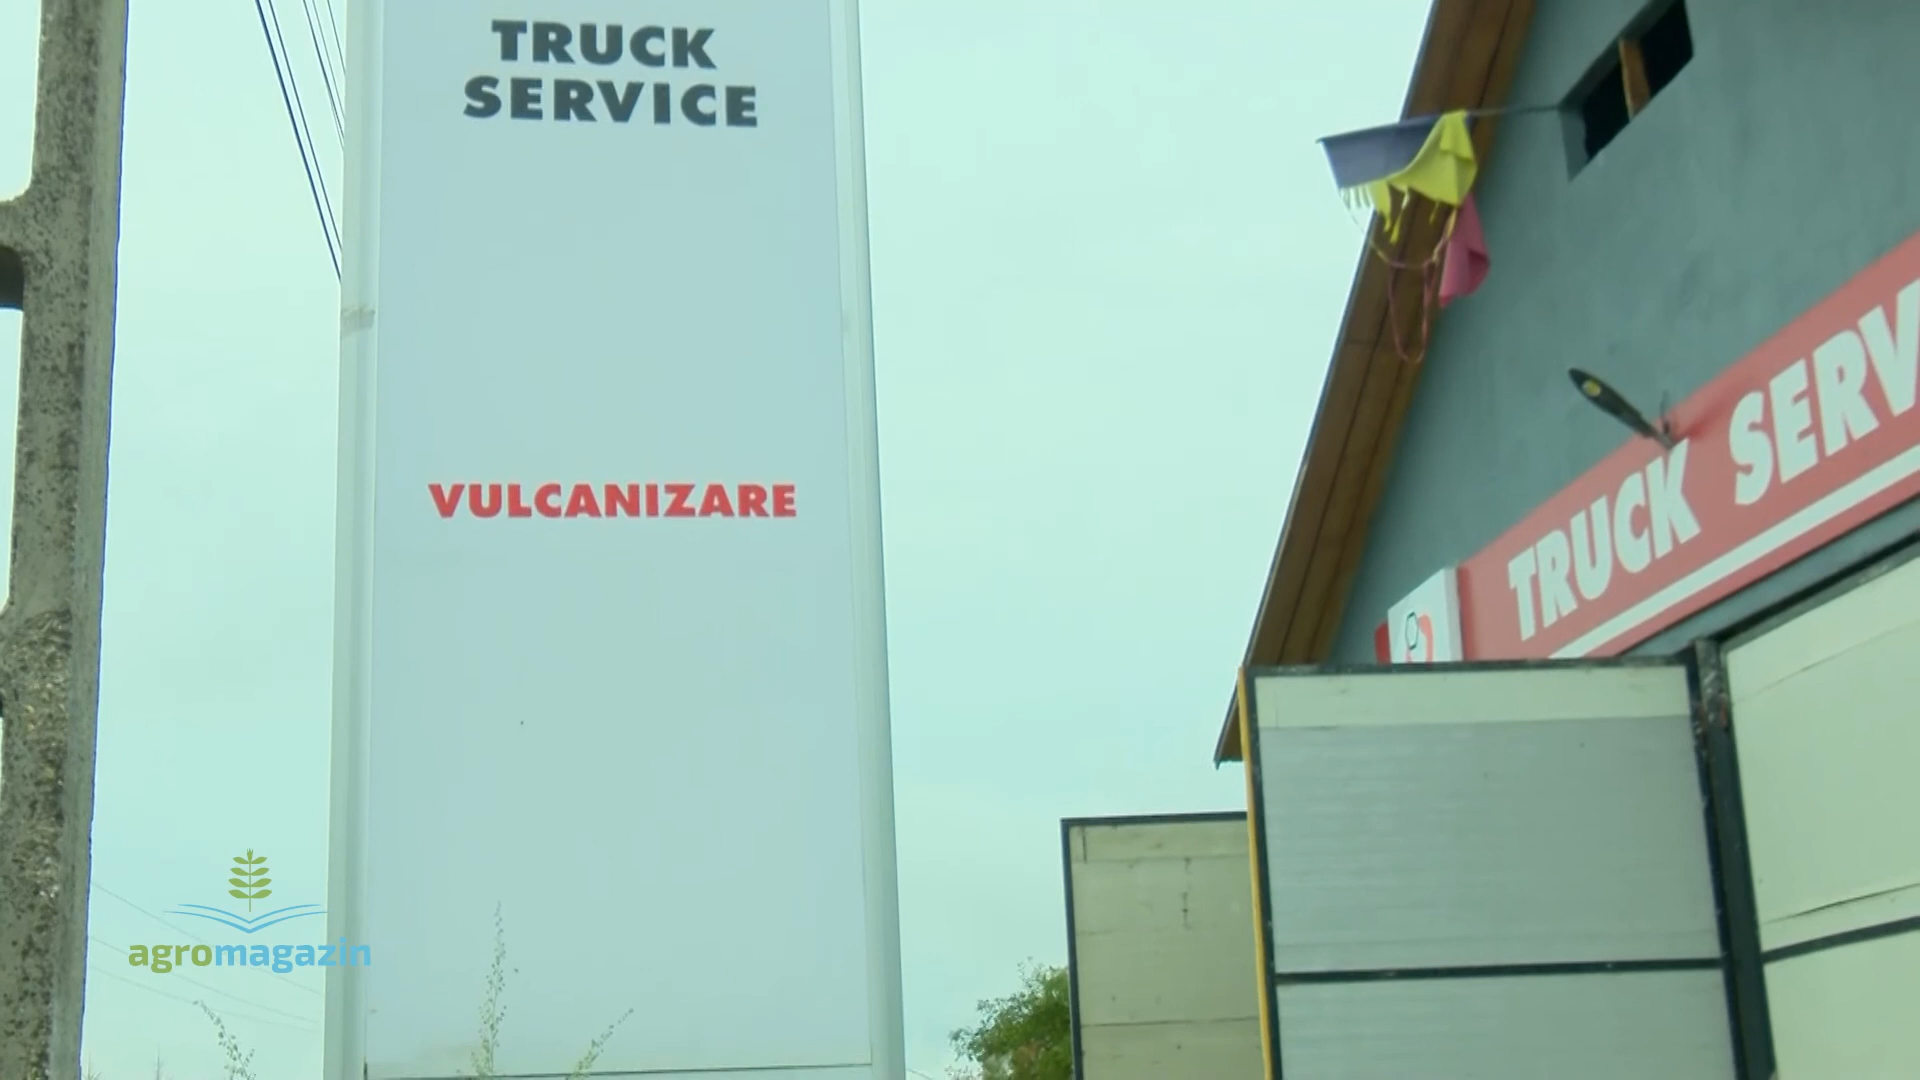 TRUCK
SERVICE
VULCANIZARE
TRUCK SERV
agromagazin